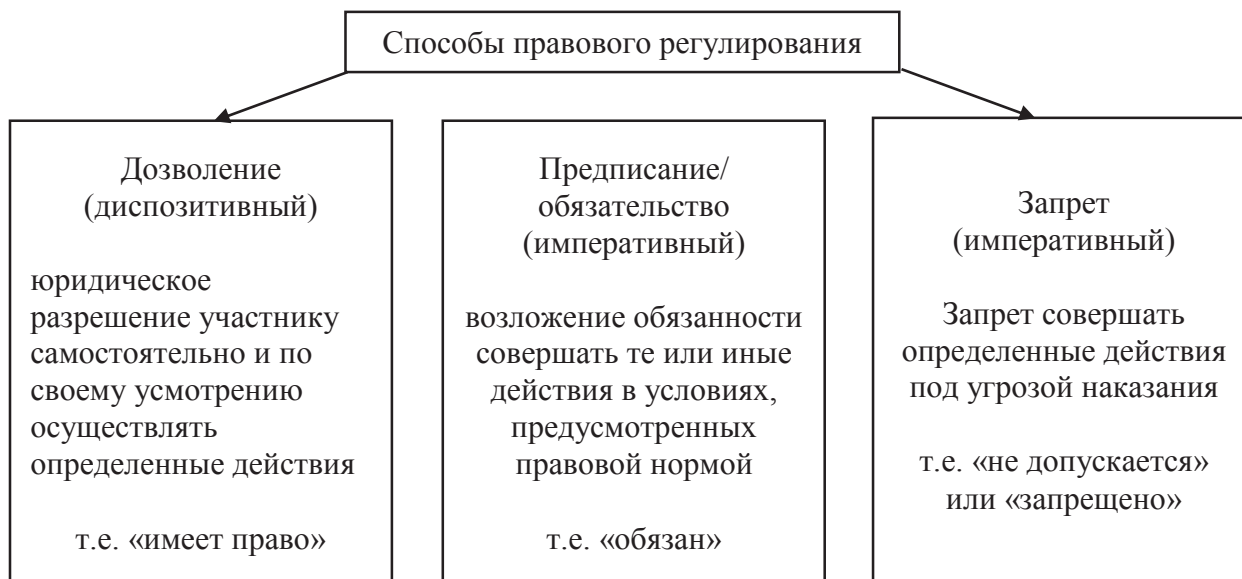 Способы правового регулирования
Дозволение
(диспозитивный)
юридическое
разрешение участнику
самостоятельно и по
своему усмотрению
осуществлять
определенные действия
т.е. «имеет право»
Предписание/
обязательство
(императивный)
возложение обязанности
совершать те или иные
действия в условиях,
предусмотренных
правовой нормой
т.е. «обязан»
Запрет
(императивный)
Запрет совершать
определенные действия
под угрозой наказания
т.е. «не допускается»
или «запрещено»